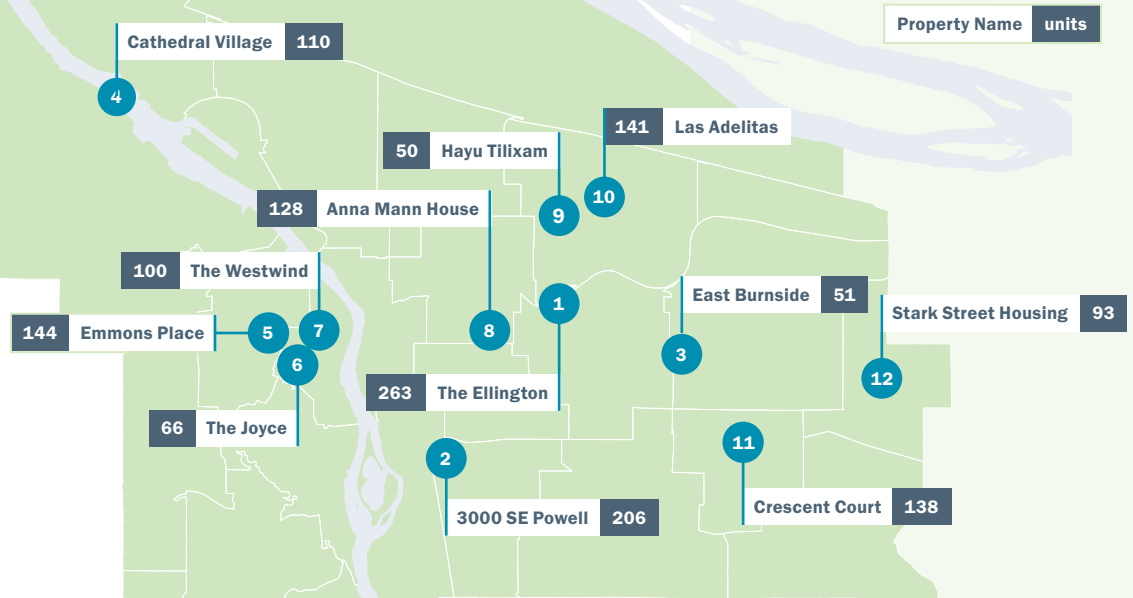 Property Name units
Cathedral Village 110
4
141 Las Adelitas
50 Hayu Tilixam
10
128 Anna Mann House
9
100 The Westwind
East Burnside 51
1
Stark Street Housing 93
144 Emmons Place
5
7
8
3
6
12
263 The Ellington
66 The Joyce
11
2
Crescent Court 138
3000 SE Powell 206